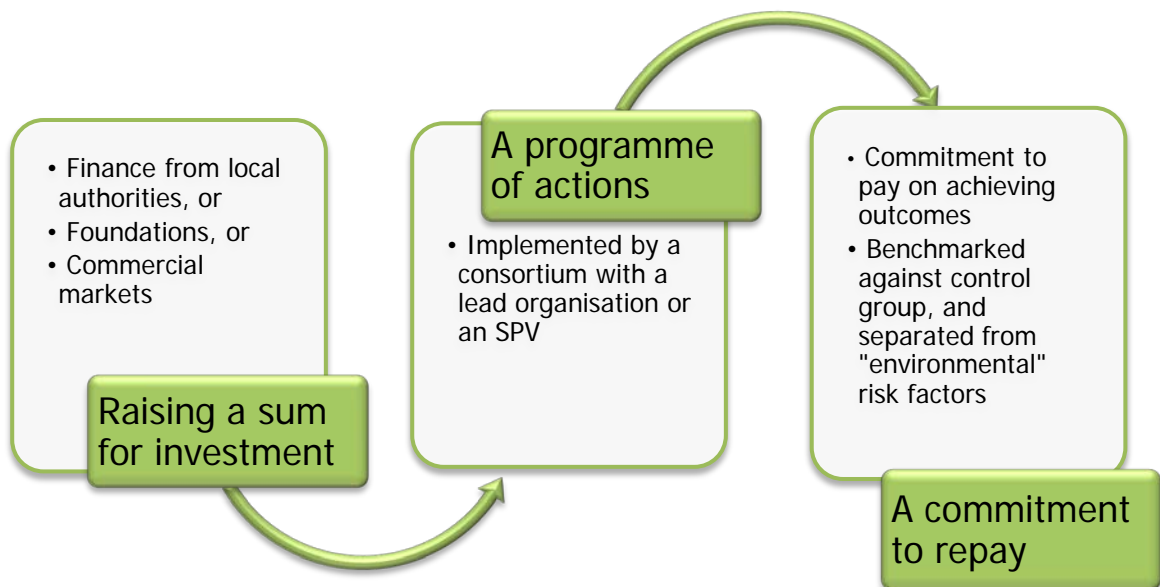 • Finance from local
authorities, or
• Foundations, or
• Commercial
markets
Raising a sum
for investment
A programme
of actions
• Implemented by a
consortium with a
lead organisation or
an SPV
• Commitment to
pay on achieving
outcomes
• Benchmarked
against control
group, and
separated from
"environmental"
risk factors
A commitment
to repay